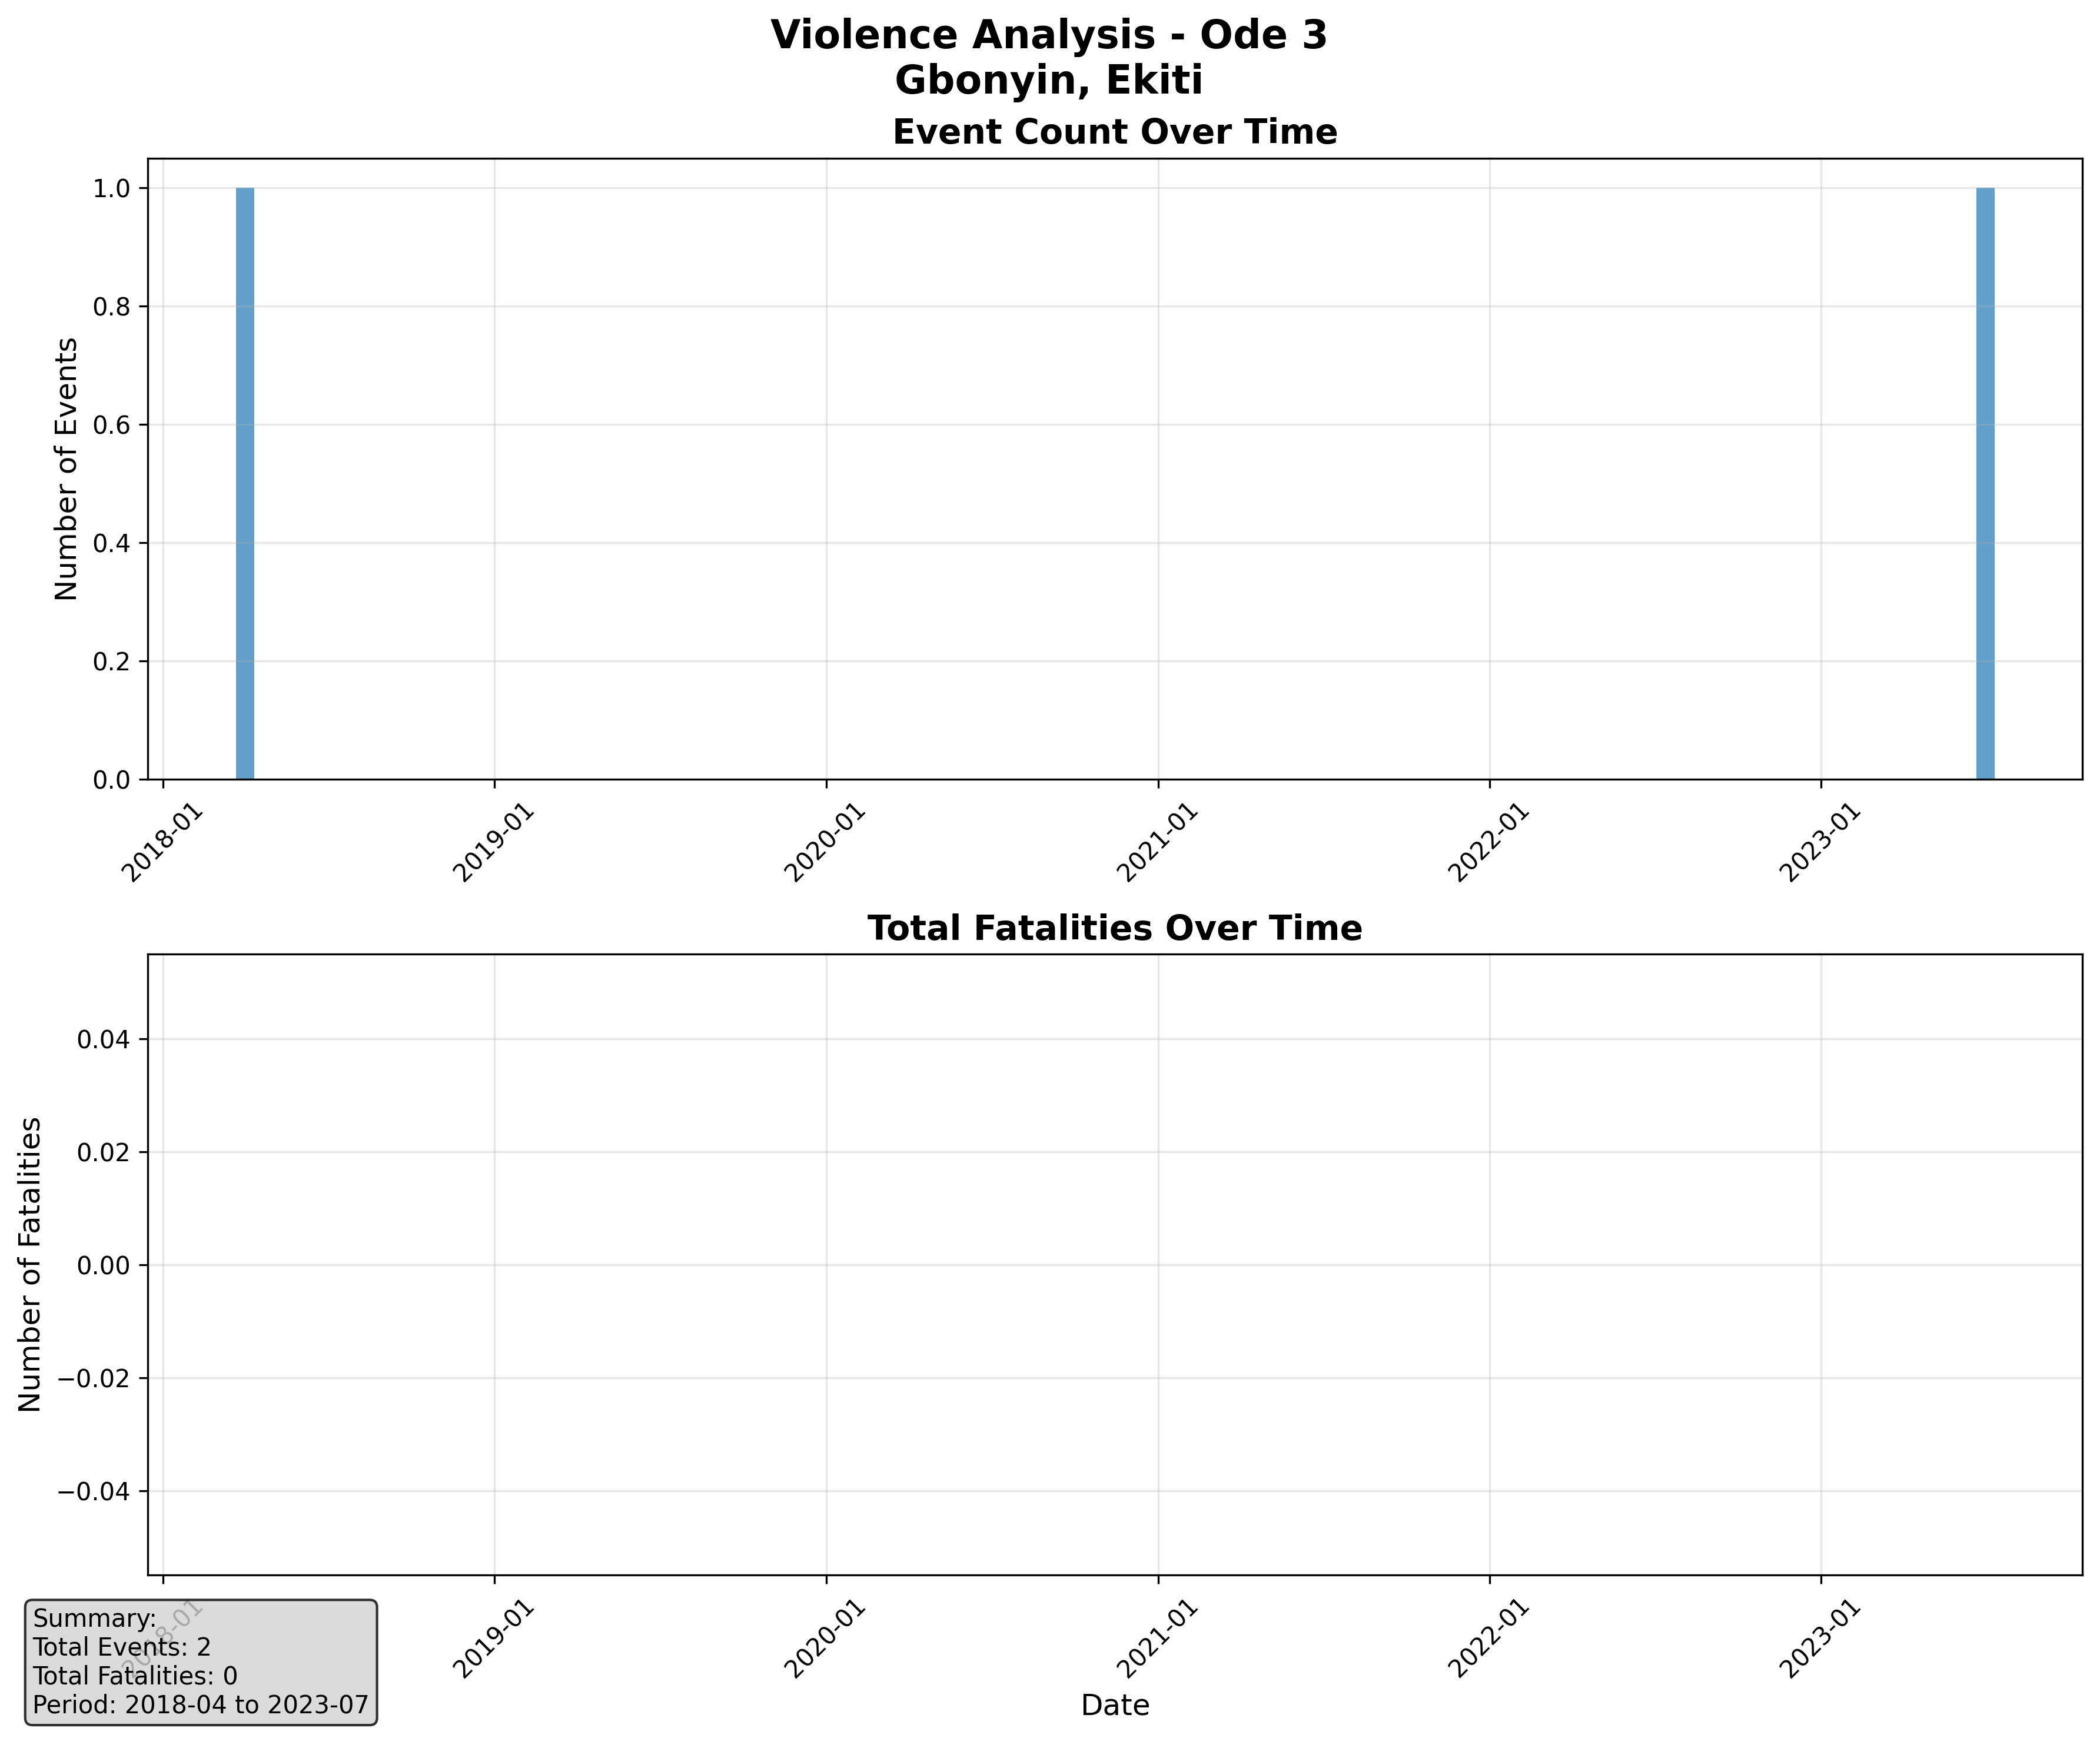 Violence Analysis - Ode 3
Gbonyin, Ekiti
Event Count Over Time
Number of Events
1.0
0.8
0.6
0.4
0.2
0.0
2018-01
2019-01
2020-01
2021-01
2022-01
2023-01
Total Fatalities Over Time
Number of Fatalities
0.04
0.02
0.00
−0.02
−0.04
2018-01
2019-01
2020-01
2021-01
2022-01
2023-01
Date
Summary:
Total Events: 2
Total Fatalities: 0
Period: 2018-04 to 2023-07